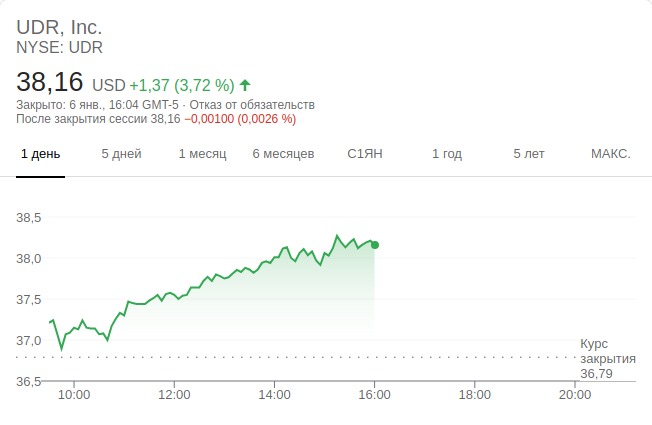 UDR, Inc.
NYSE: UDR
38,16 USD +1,37 (3,72 %)
Закрыто: 6 янв., 16:04 GMT-5 · Отказ от обязательств
После закрытия сессии 38,16 −0,00100 (0,0026 %)
1 день 5 дней 1 месяц 6 месяцев С1ЯН 1 год 5 лет МАКС.
38,5
38,0
37,5
37,0
Курс
закрытия
36,79
36,5
10:00 12:00 14:00 16:00 18:00 20:00